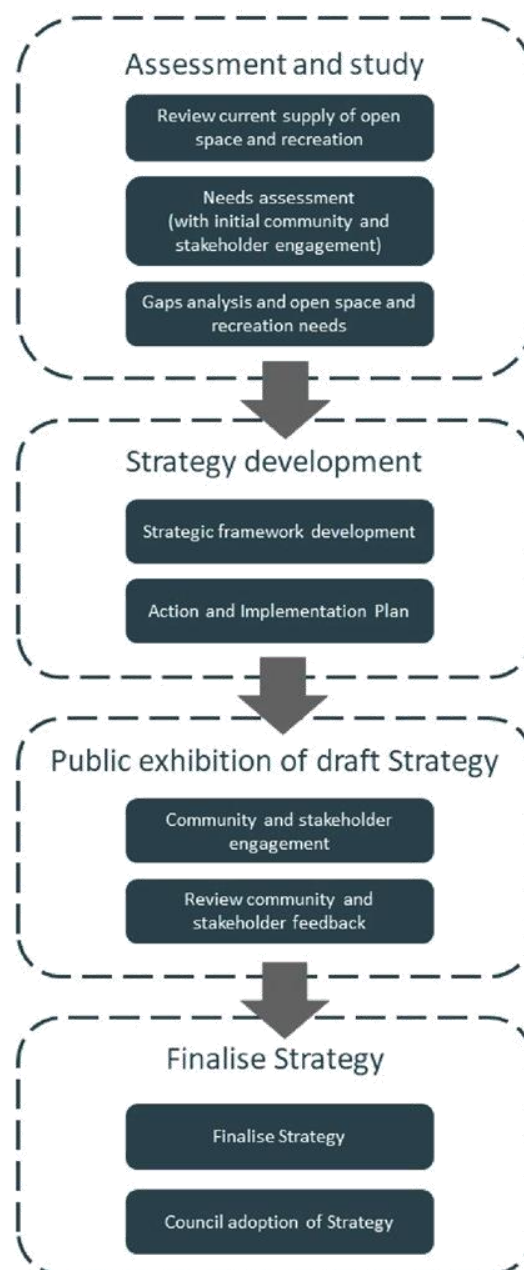 Assessment and study
Review current supply of open
space and recreation
Needs assessment
(with initial community and
stakeholder engagement)
Gaps analysis and open space and
recreation needs
Strategy development
Strategic framework development
Action and Implementation Plan
Public exhibition of draft Strategy
Community and stakeholder
engagement
Review community and
stakeholder feedback
Finalise Strategy
Finalise Strategy
Council adoption of Strategy